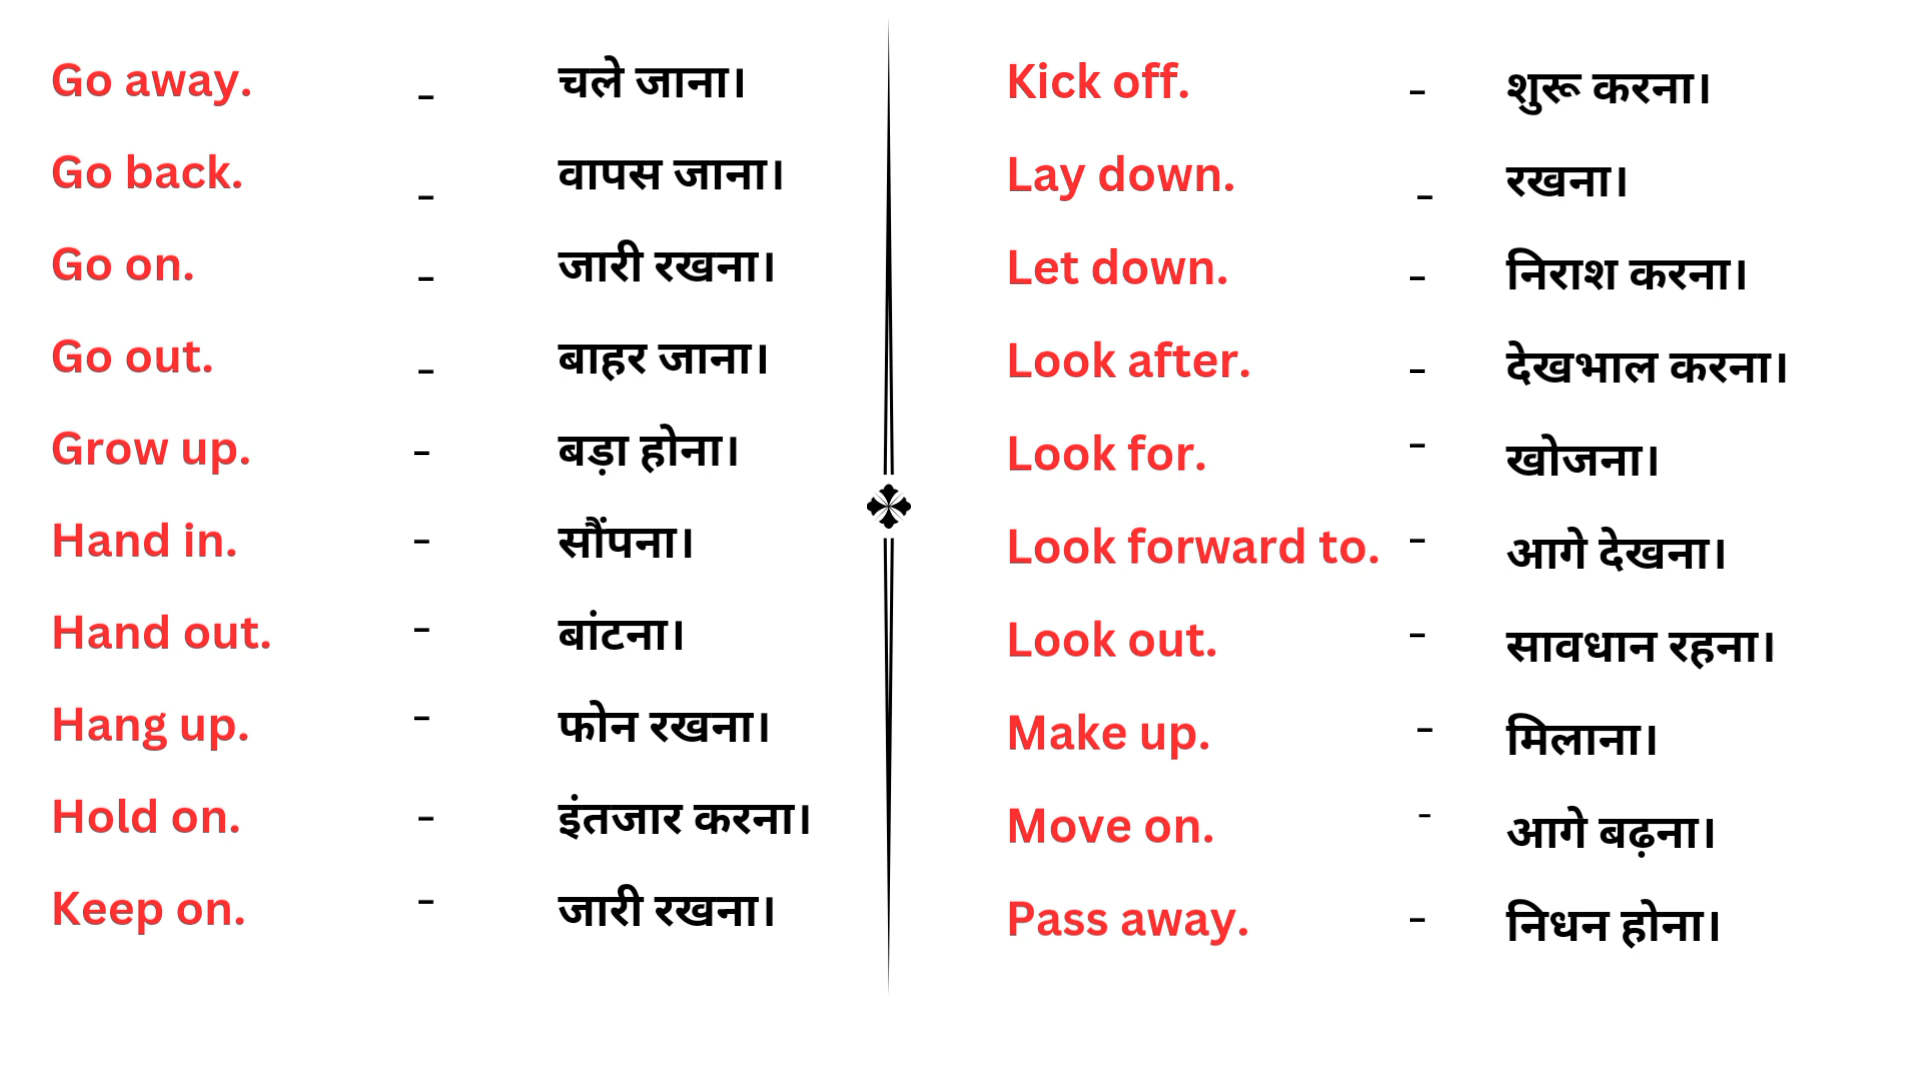 Go away. - चले जाना।
Go back. - वापस जाना।
Go on. - जारी रखना।
Go out. - बाहर जाना।
Grow up. - बड़ा होना।
Hand in. - सौंपना।
Hand out. - बांटना।
Hang up. - फोन रखना।
Hold on. - इंतजार करना।
Keep on. - जारी रखना।
Kick off. - शुरू करना।
Lay down. - रखना।
Let down. - निराश करना।
Look after. - देखभाल करना।
Look for. - खोजना।
Look forward to. - आगे देखना।
Look out. - सावधान रहना।
Make up. - मिलाना।
Move on. - आगे बढ़ना।
Pass away. - निधन होना।